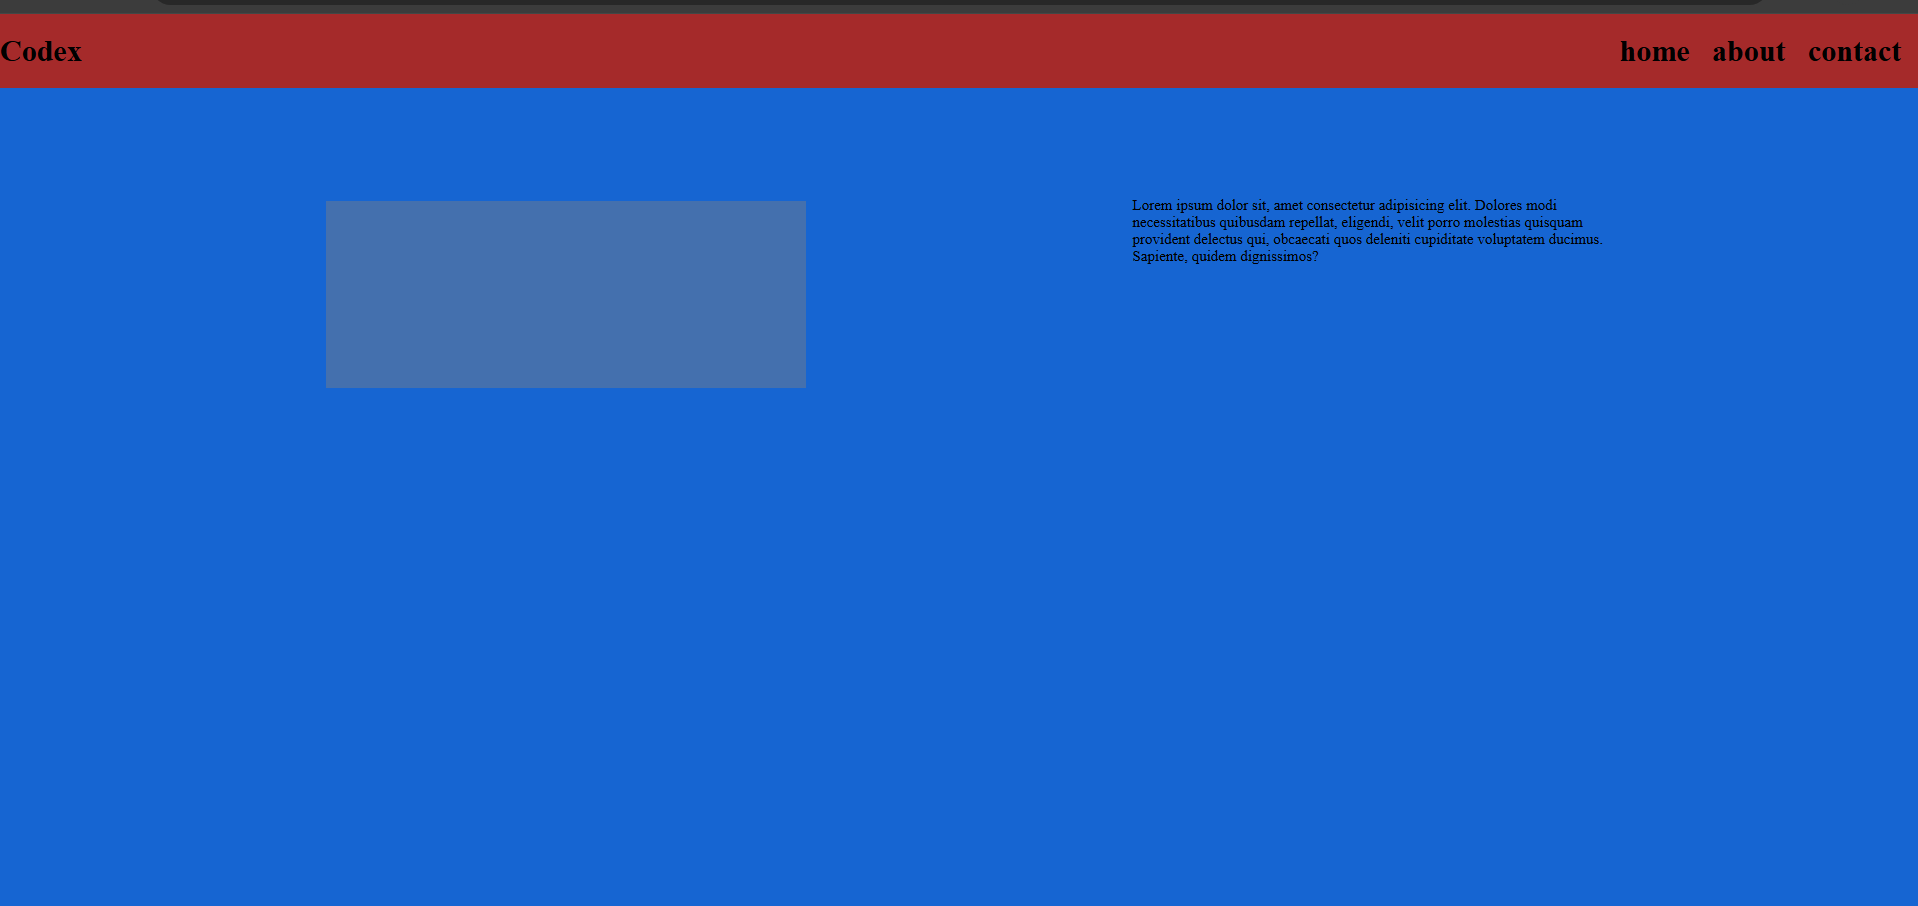 Codex
home about contact
Lorem ipsum dolor sit, amet consectetur adipisicing elit. Dolores modi
necessitatibus quibusdam repellat, eligendi, velit porro molestias quisquam
provident delectus qui, obcaecati quos deleniti cupiditate voluptatem ducimus.
Sapiente, quidem dignissimos?